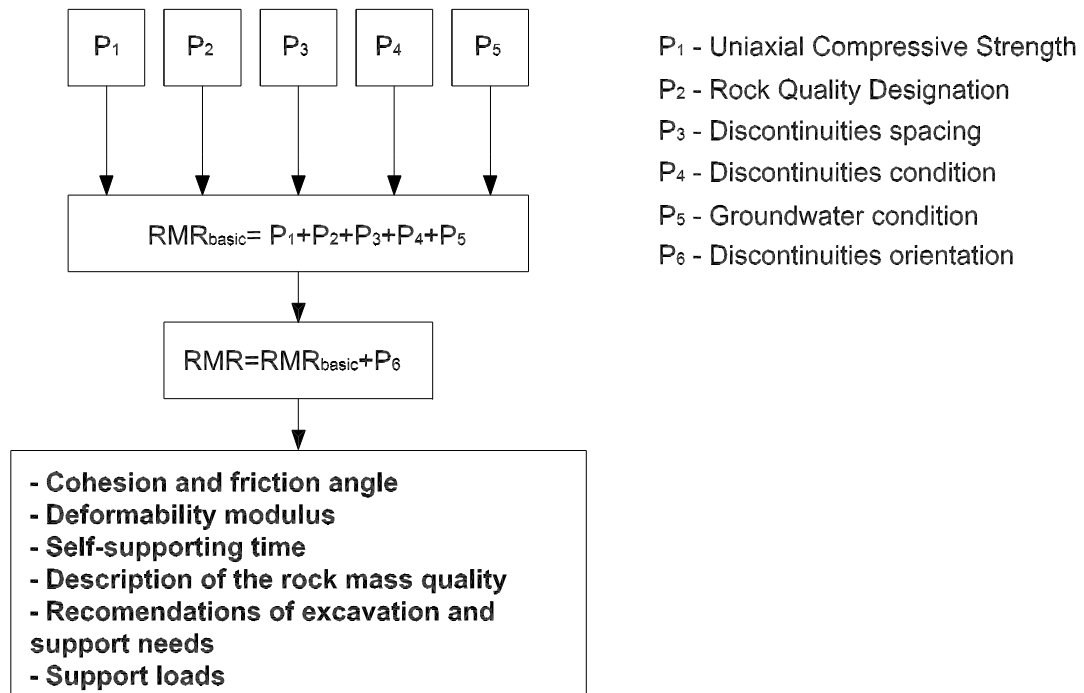 P₁
P₂
P₃
P₄
P₅
RMRbasic= P₁+P₂+P₃+P₄+P₅
RMR=RMRbasic+P₆
- Cohesion and friction angle
- Deformability modulus
- Self-supporting time
- Description of the rock mass quality
- Recomendations of excavation and
support needs
- Support loads
P₁ - Uniaxial Compressive Strength
P₂ - Rock Quality Designation
P₃ - Discontinuities spacing
P₄ - Discontinuities condition
P₅ - Groundwater condition
P₆ - Discontinuities orientation